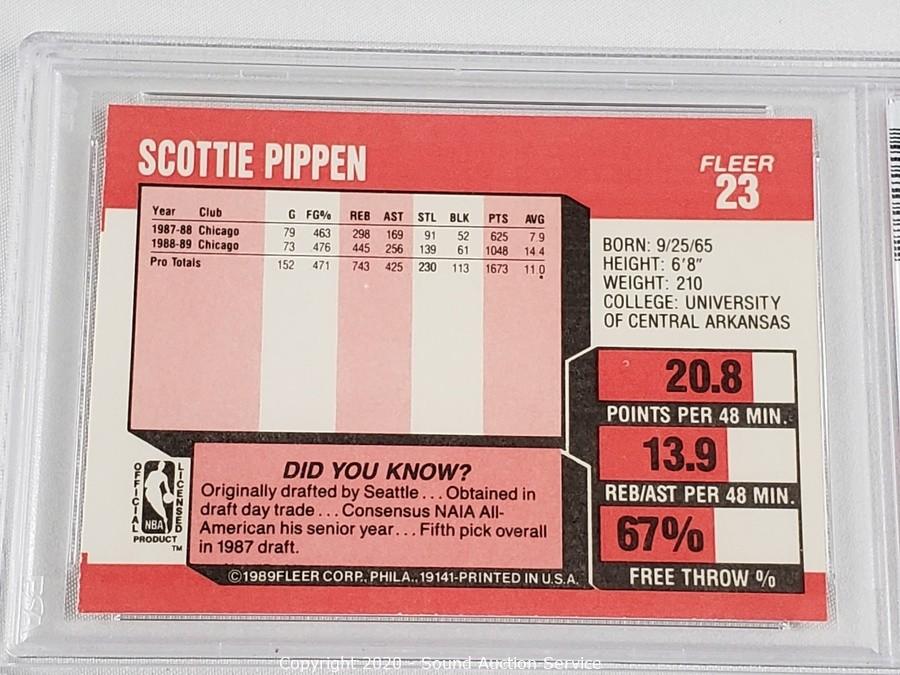 SCOTTIE PIPPEN
FLEER
23
Year Club G FG% REB AST STL BLK PTS AVG
1987-88 Chicago 79 463 298 169 91 52 625 7.9
1988-89 Chicago 73 476 445 256 139 61 1048 14.4
Pro Totals 152 471 743 425 230 113 1673 11.0
BORN: 9/25/65
HEIGHT: 6'8"
WEIGHT: 210
COLLEGE: UNIVERSITY
OF CENTRAL ARKANSAS
20.8
POINTS PER 48 MIN.
13.9
REB/AST PER 48 MIN.
67%
FREE THROW %
OFFICIAL
LICENSED
NBA
PRODUCT
TM
DID YOU KNOW?
Originally drafted by Seattle . . . Obtained in
draft day trade . . . Consensus NAIA All-
American his senior year . . . Fifth pick overall
in 1987 draft.
©1989FLEER CORP., PHILA., 19141-PRINTED IN U.S.A.
Copyright 2020 - Sound Auction Service